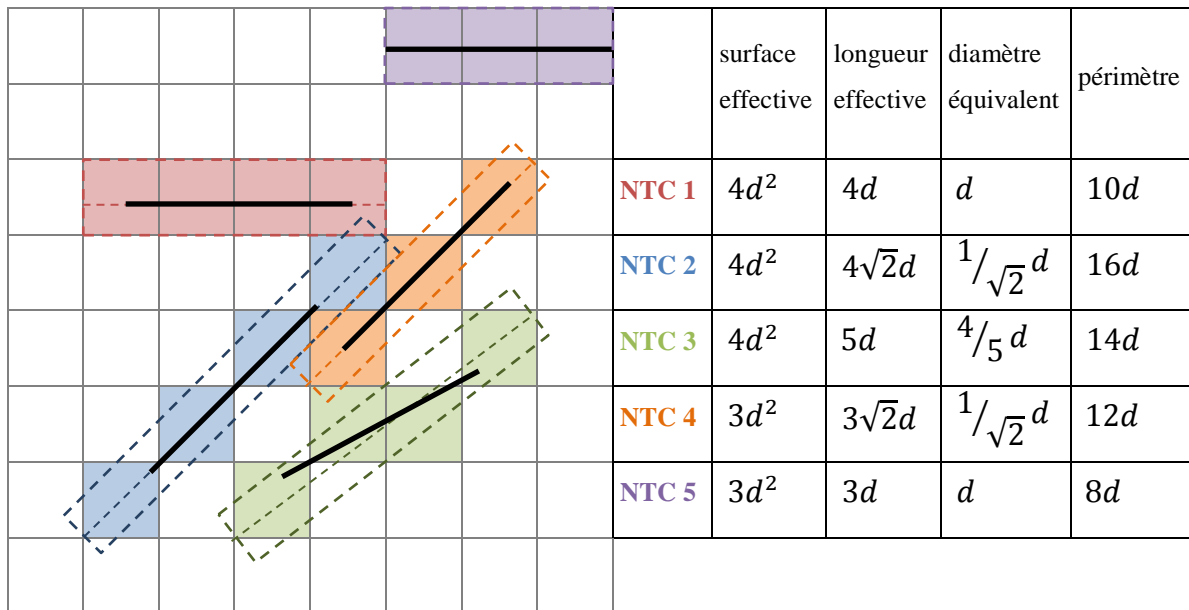 surface effective longueur effective diamètre équivalent périmètre
NTC 1 4d² 4d d 10d
NTC 2 4d² 4√2d 1/√2 d 16d
NTC 3 4d² 5d 4/5 d 14d
NTC 4 3d² 3√2d 1/√2 d 12d
NTC 5 3d² 3d d 8d